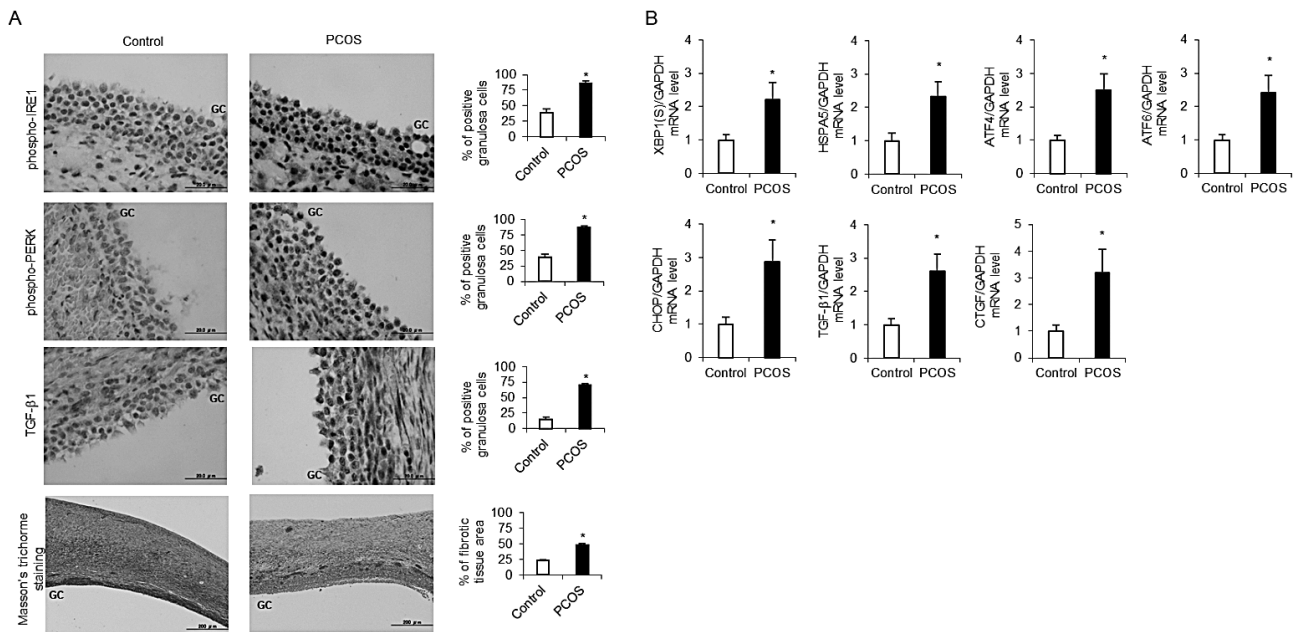 A
Control
PCOS
phospho-IRE1
GC
GC
% of positive
granulosa cells
100
75
50
25
0
*
Control
PCOS
phospho-PERK
GC
GC
% of positive
granulosa cells
100
75
50
25
0
*
Control
PCOS
TGF-β1
GC
GC
% of positive
granulosa cells
100
75
50
25
0
*
Control
PCOS
Masson's trichorme
staining
GC
200 μm
GC
200 μm
% of fibrotic
tissue area
100
75
50
25
0
*
Control
PCOS
B
XBP1(S)/GAPDH
mRNA level
4
3
2
1
0
*
Control PCOS
HSPA5/GAPDH
mRNA level
4
3
2
1
0
*
Control PCOS
ATF4/GAPDH
mRNA level
4
3
2
1
0
*
Control PCOS
ATF6/GAPDH
mRNA level
4
3
2
1
0
*
Control PCOS
CHOP/GAPDH
mRNA level
4
3
2
1
0
*
Control PCOS
TGF-β1/GAPDH
mRNA level
4
3
2
1
0
*
Control PCOS
CTGF/GAPDH
mRNA level
5
4
3
2
1
0
*
Control PCOS